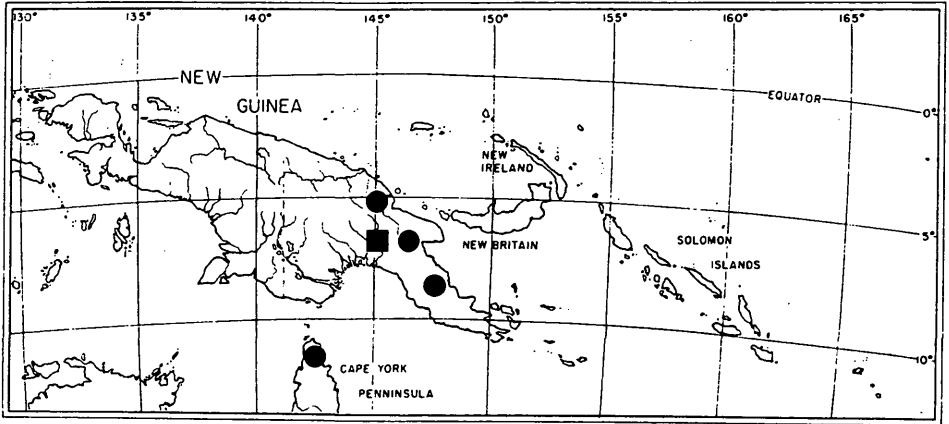 130° 135° 140° 145° 150° 155° 160° 165°
NEW
GUINEA
EQUATOR
0°
NEW
IRELAND
5°
NEW BRITAIN
SOLOMON
ISLANDS
10°
CAPE YORK
PENNINSULA